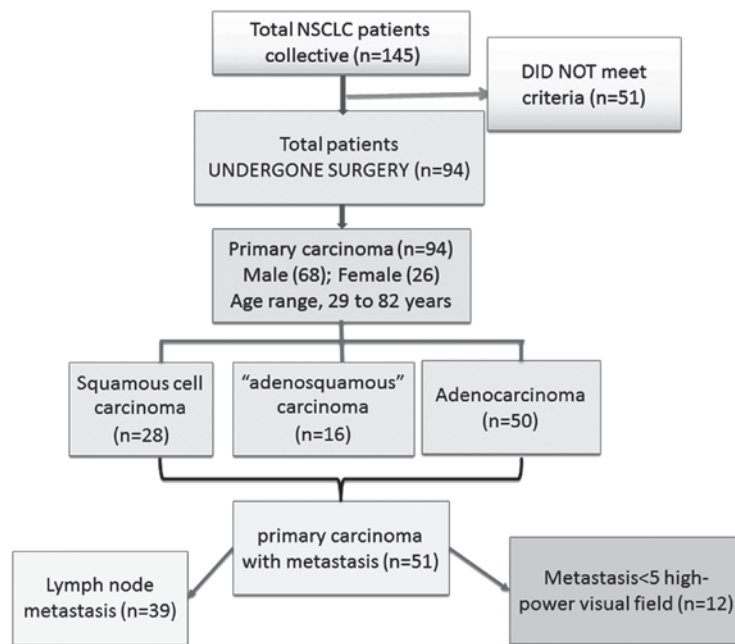 Total NSCLC patients
collective (n=145)
DID NOT meet
criteria (n=51)
Total patients
UNDERGONE SURGERY (n=94)
Primary carcinoma (n=94)
Male (68); Female (26)
Age range, 29 to 82 years
Squamous cell
carcinoma
(n=28)
“adenosquamous”
carcinoma
(n=16)
Adenocarcinoma
(n=50)
primary carcinoma
with metastasis (n=51)
Lymph node
metastasis (n=39)
Metastasis<5 high-
power visual field (n=12)